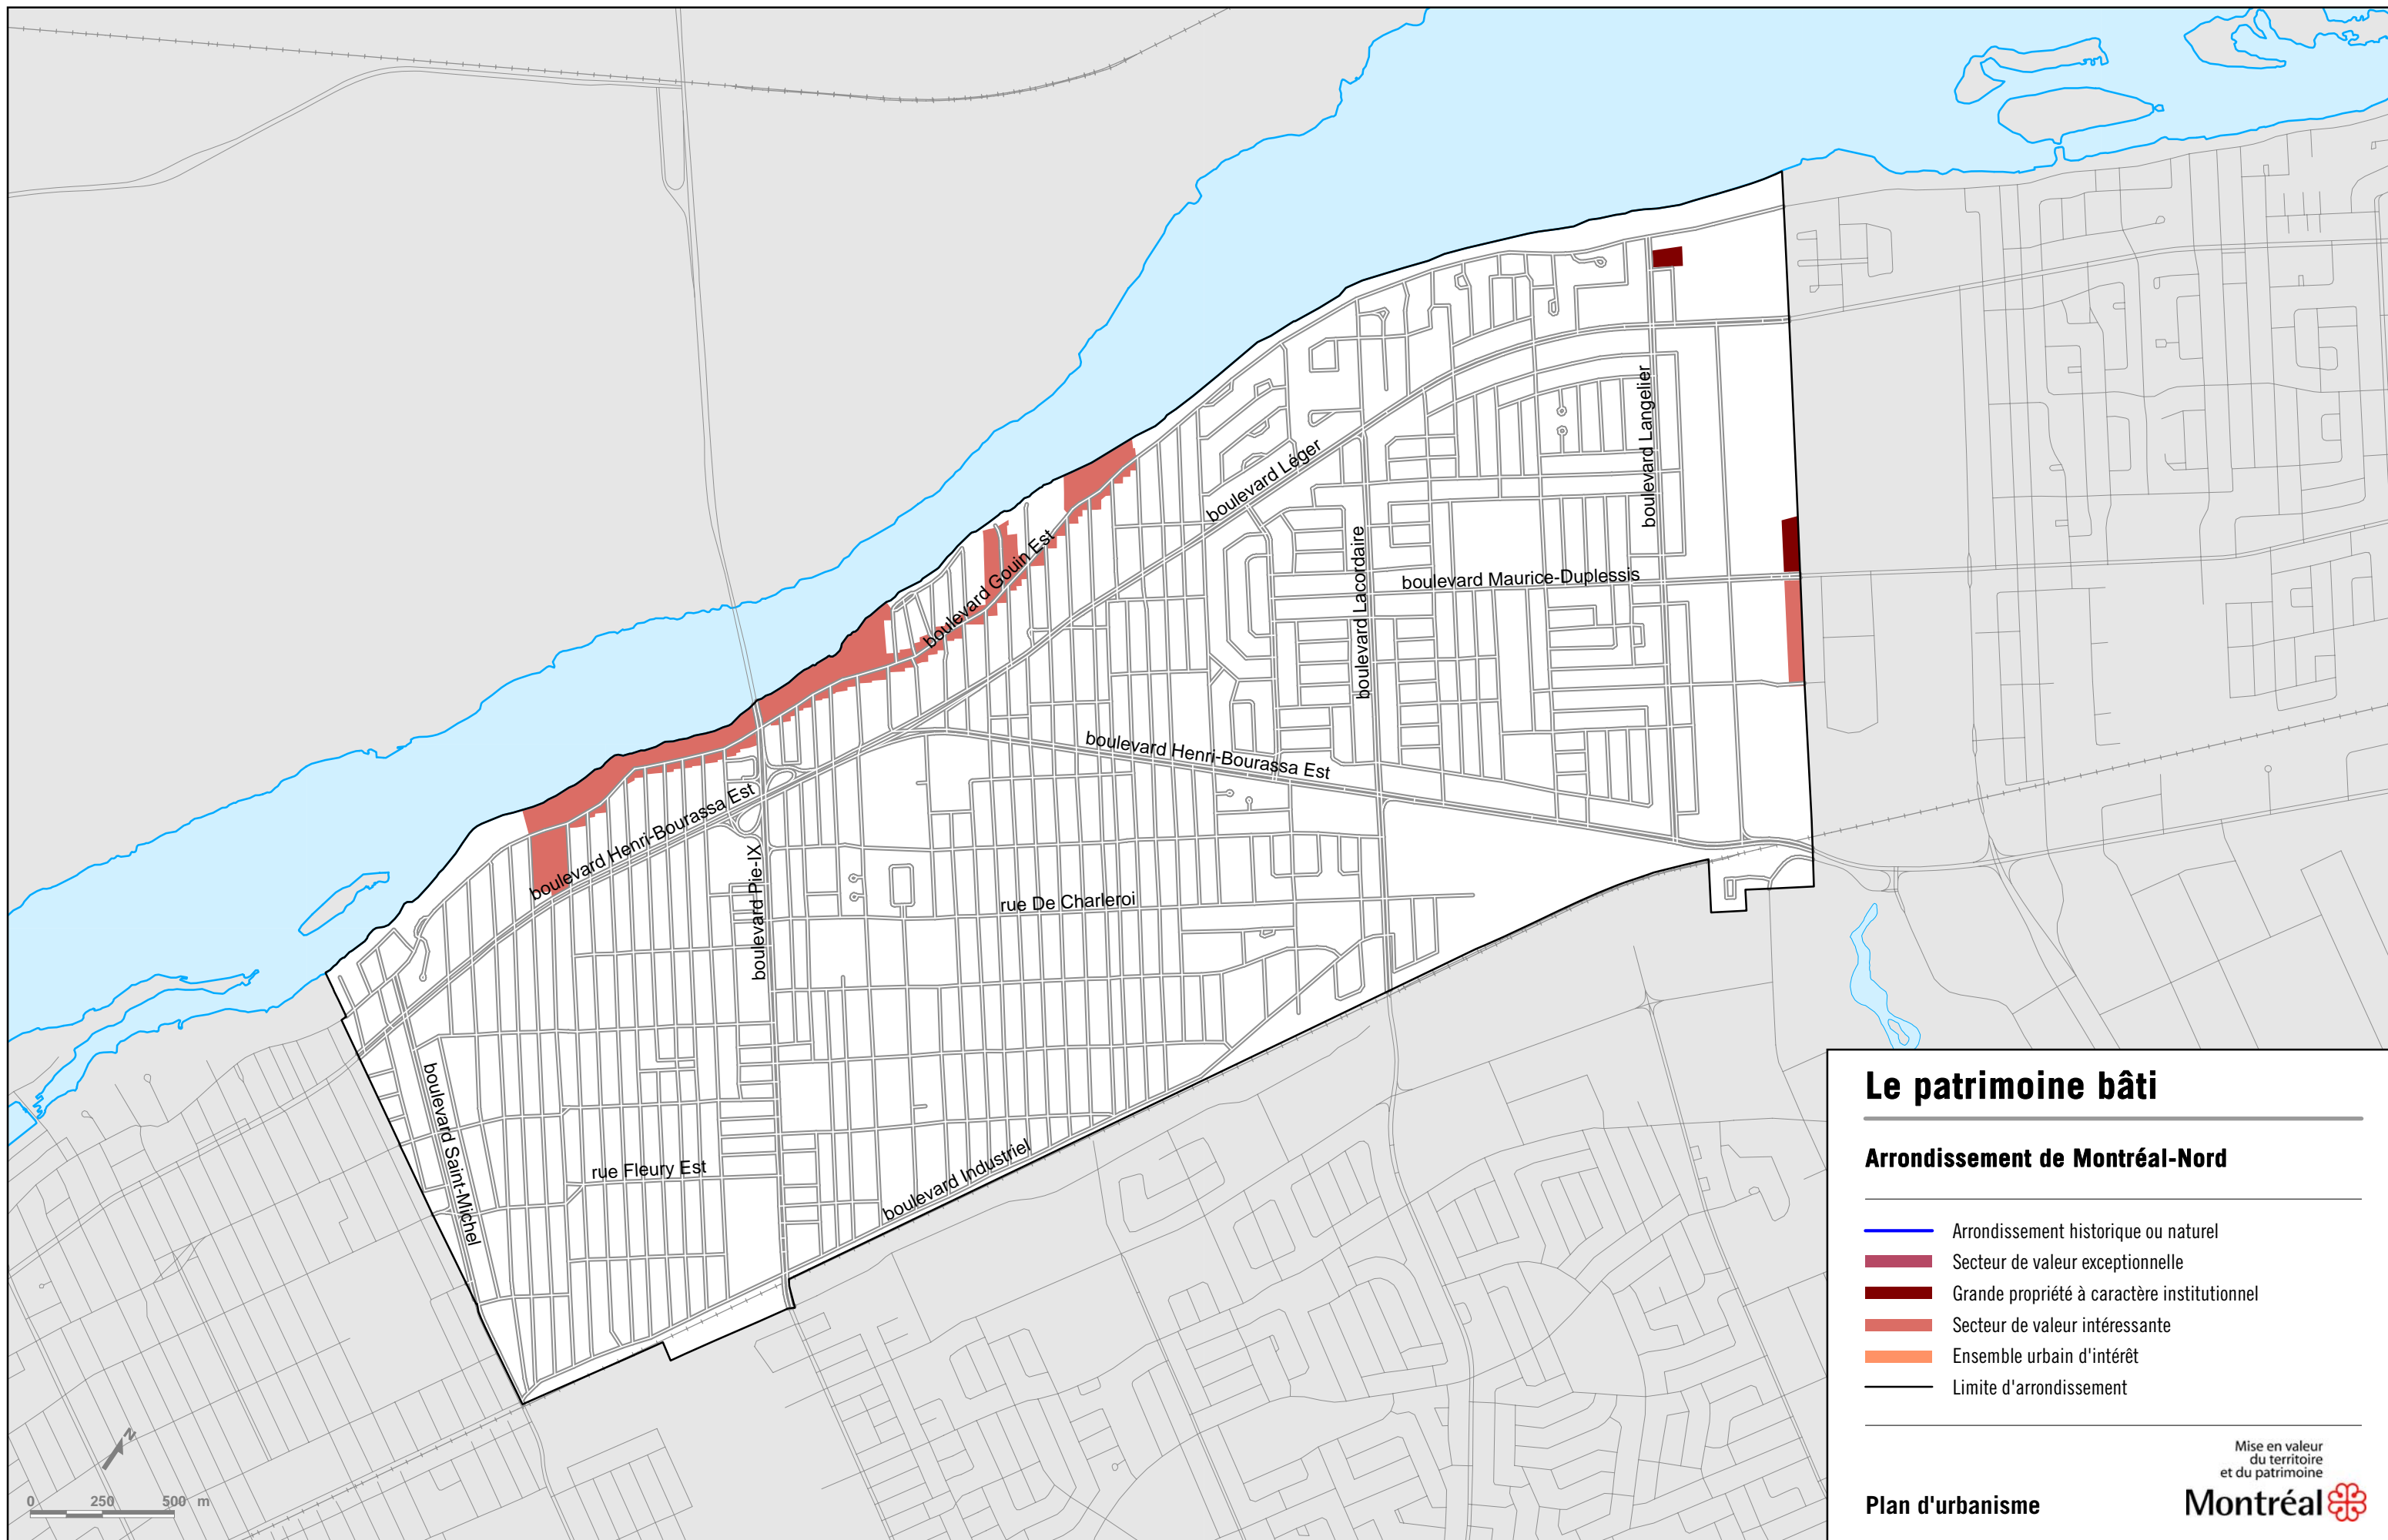 boulevard Langelier
boulevard Léger
boulevard Gouin Est
boulevard Lacordaire
boulevard Maurice-Duplessis
boulevard Henri-Bourassa Est
boulevard Henri-Bourassa Est
boulevard Pie-IX
rue De Charleroi
boulevard Saint-Michel
rue Fleury Est
boulevard Industriel
N
0 250 500 m
Le patrimoine bâti
Arrondissement de Montréal-Nord
Arrondissement historique ou naturel
Secteur de valeur exceptionnelle
Grande propriété à caractère institutionnel
Secteur de valeur intéressante
Ensemble urbain d'intérêt
Limite d'arrondissement
Mise en valeur
du territoire
et du patrimoine
Plan d'urbanisme
Montréal